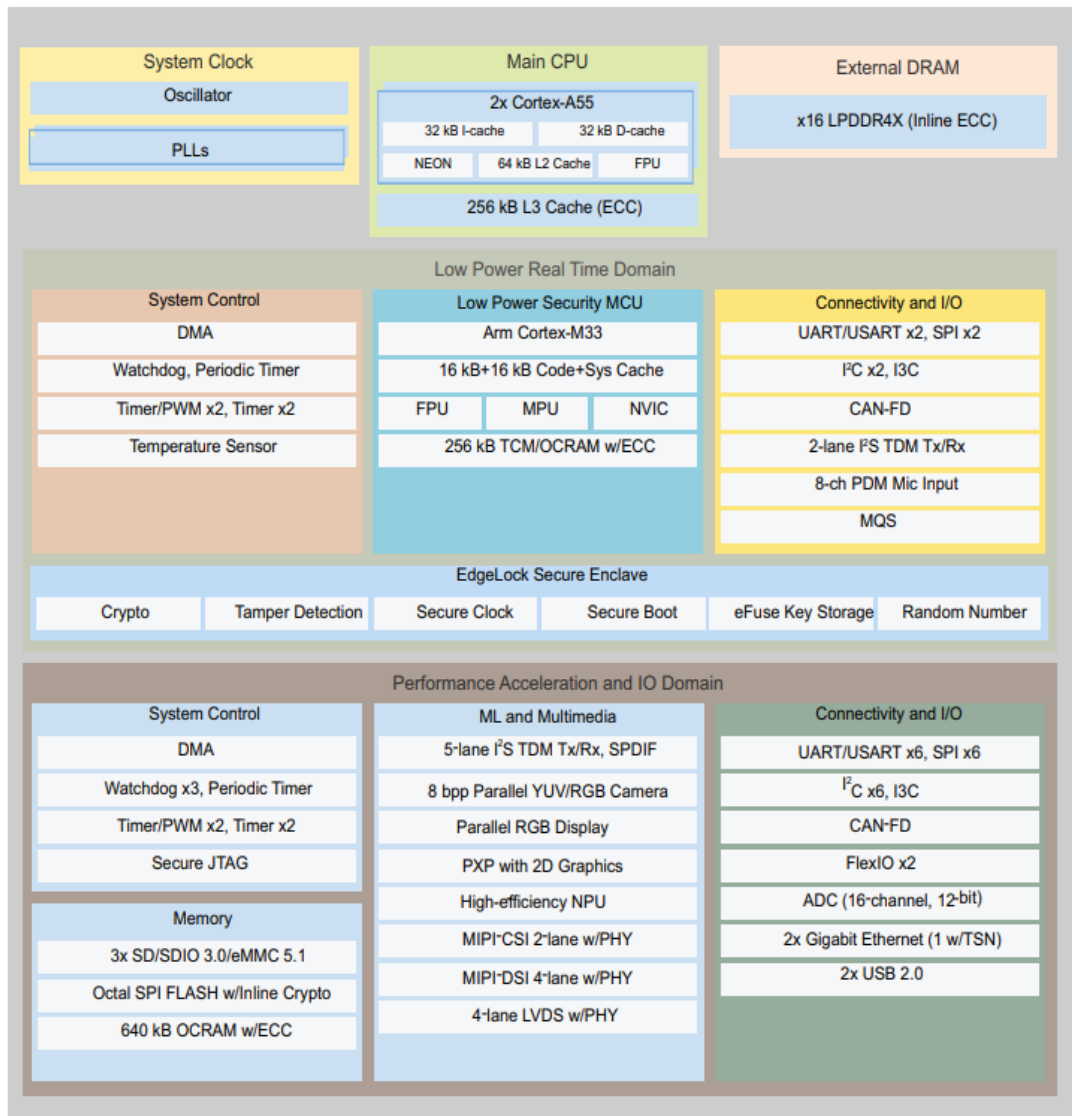 System Clock
Oscillator
PLLs
Main CPU
2x Cortex-A55
32 kB I-cache
32 kB D-cache
NEON
64 kB L2 Cache
FPU
256 kB L3 Cache (ECC)
External DRAM
x16 LPDDR4X (Inline ECC)
Low Power Real Time Domain
System Control
DMA
Watchdog, Periodic Timer
Timer/PWM x2, Timer x2
Temperature Sensor
Low Power Security MCU
Arm Cortex-M33
16 kB+16 kB Code+Sys Cache
FPU
MPU
NVIC
256 kB TCM/OCRAM w/ECC
Connectivity and I/O
UART/USART x2, SPI x2
I²C x2, I3C
CAN-FD
2-lane I²S TDM Tx/Rx
8-ch PDM Mic Input
MQS
EdgeLock Secure Enclave
Crypto
Tamper Detection
Secure Clock
Secure Boot
eFuse Key Storage
Random Number
Performance Acceleration and IO Domain
System Control
DMA
Watchdog x3, Periodic Timer
Timer/PWM x2, Timer x2
Secure JTAG
Memory
3x SD/SDIO 3.0/eMMC 5.1
Octal SPI FLASH w/Inline Crypto
640 kB OCRAM w/ECC
ML and Multimedia
5-lane I²S TDM Tx/Rx, SPDIF
8 bpp Parallel YUV/RGB Camera
Parallel RGB Display
PXP with 2D Graphics
High-efficiency NPU
MIPI-CSI 2-lane w/PHY
MIPI-DSI 4-lane w/PHY
4-lane LVDS w/PHY
Connectivity and I/O
UART/USART x6, SPI x6
I²C x6, I3C
CAN-FD
FlexIO x2
ADC (16-channel, 12-bit)
2x Gigabit Ethernet (1 w/TSN)
2x USB 2.0